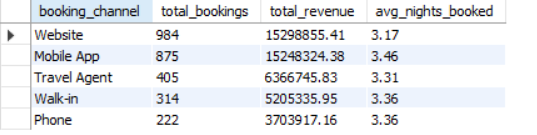 booking_channel total_bookings total_revenue avg_nights_booked
Website 984 15298855.41 3.17
Mobile App 875 15248324.38 3.46
Travel Agent 405 6366745.83 3.31
Walk-in 314 5205335.95 3.36
Phone 222 3703917.16 3.36